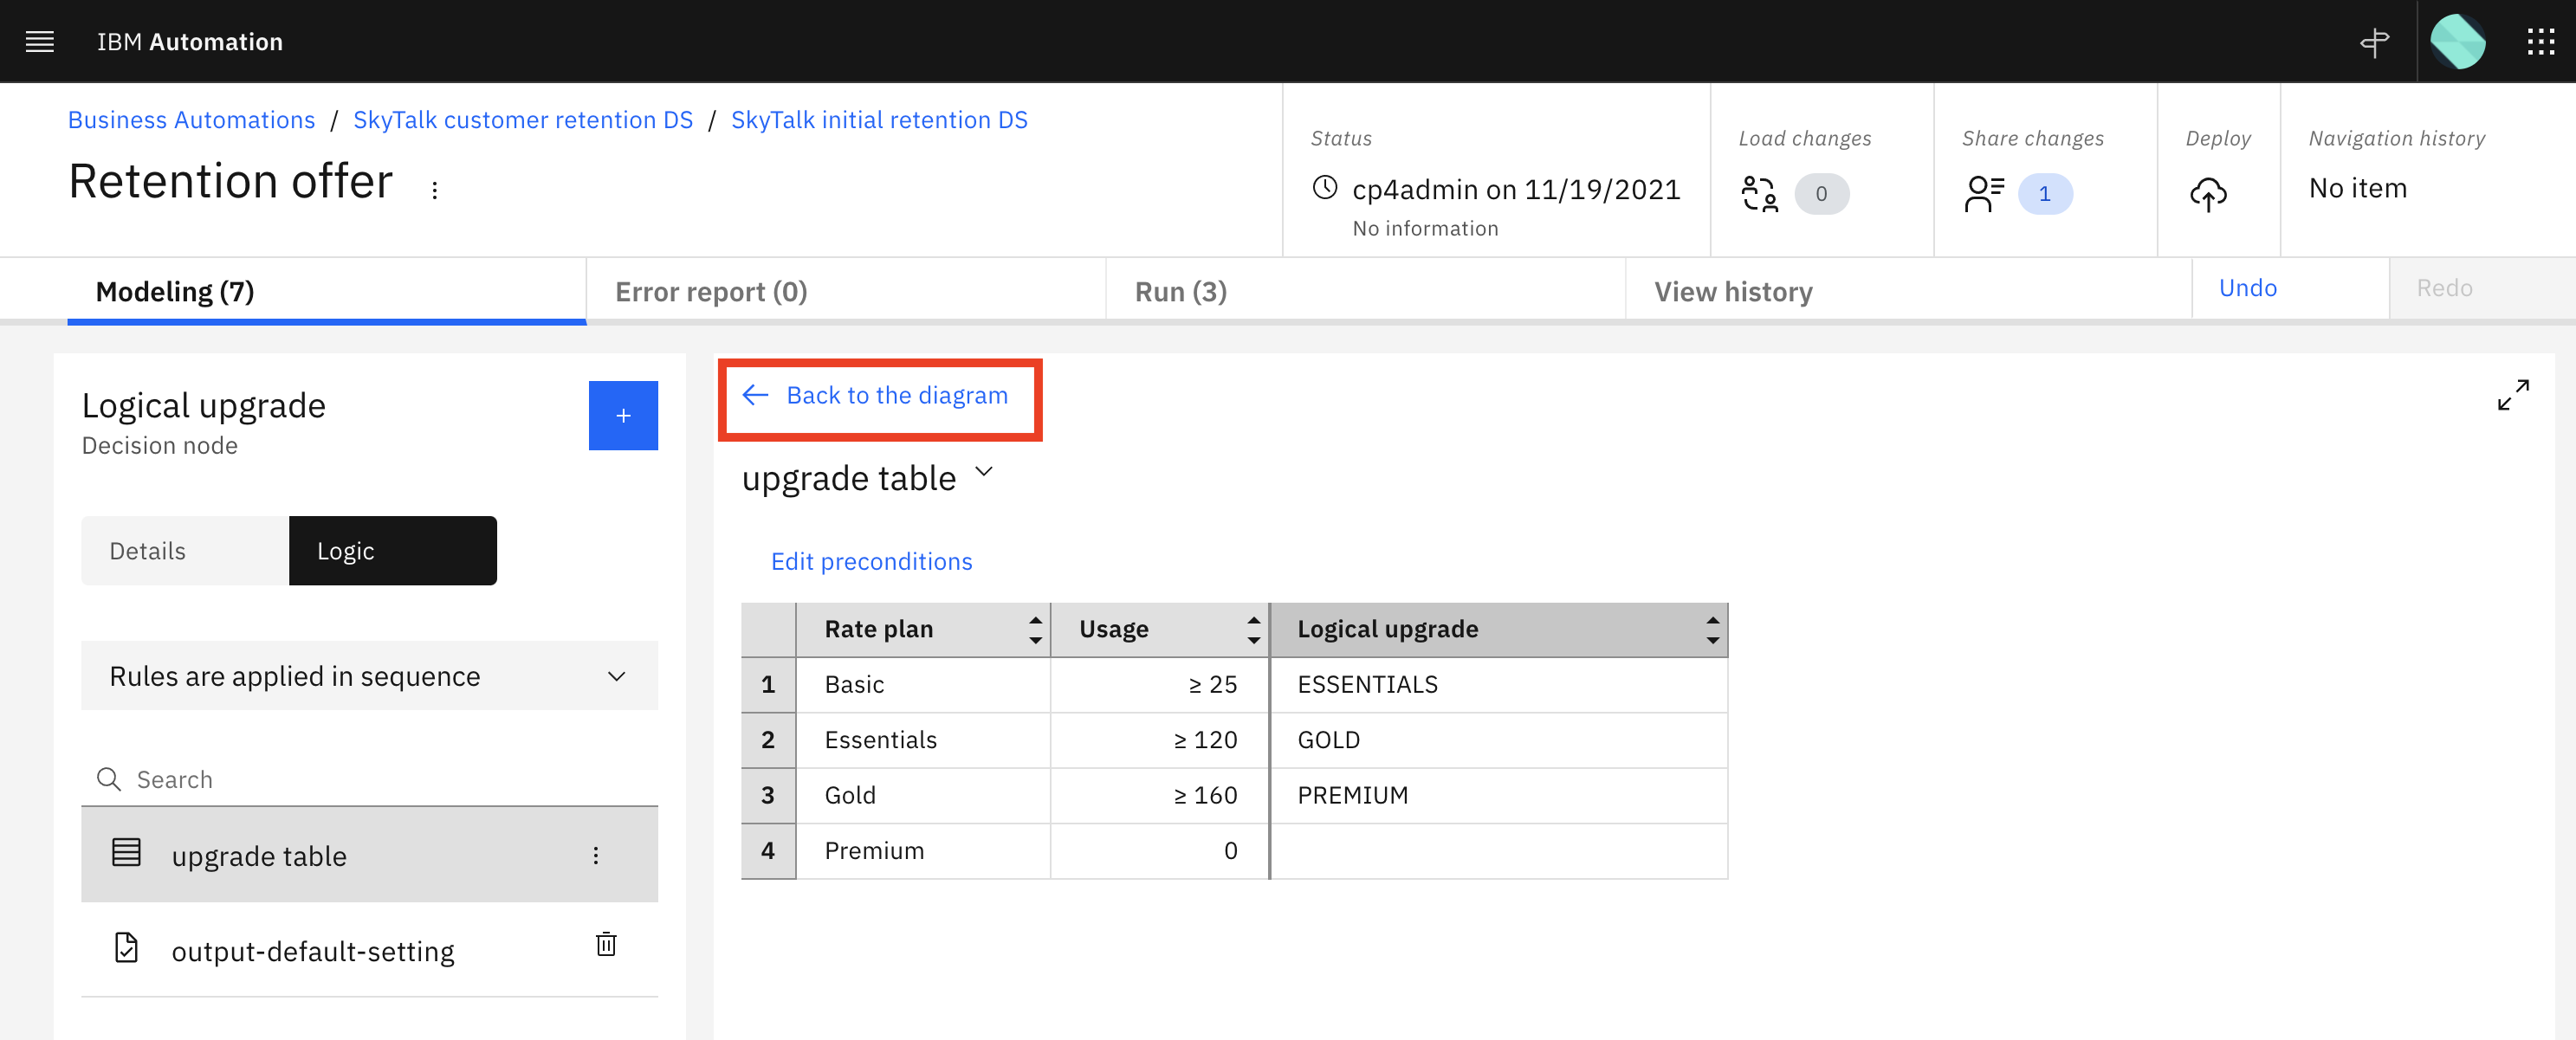 IBM Automation
Business Automations / SkyTalk customer retention DS / SkyTalk initial retention DS
Retention offer
Status
cp4admin on 11/19/2021
No information
Load changes
0
Share changes
1
Deploy
Navigation history
No item
Modeling (7)
Error report (0)
Run (3)
View history
Undo
Redo
Logical upgrade
Decision node
+
Details
Logic
Rules are applied in sequence
Search
upgrade table
output-default-setting
Back to the diagram
upgrade table
Edit preconditions
Rate plan Usage Logical upgrade
1 Basic ≥ 25 ESSENTIALS
2 Essentials ≥ 120 GOLD
3 Gold ≥ 160 PREMIUM
4 Premium 0